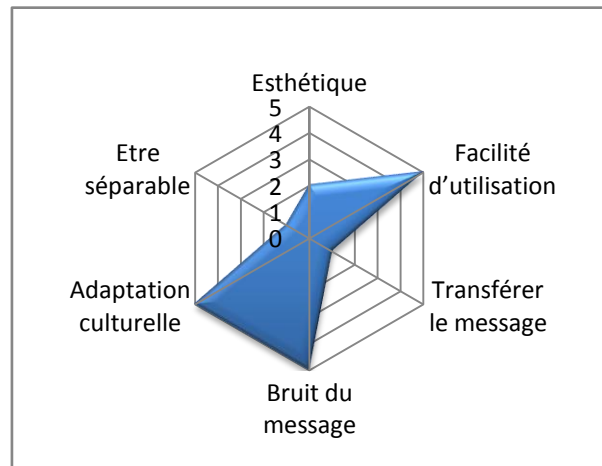 Esthétique
5
4
3
2
1
0
Facilité
d’utilisation
Transférer
le message
Bruit du
message
Adaptation
culturelle
Etre
séparable